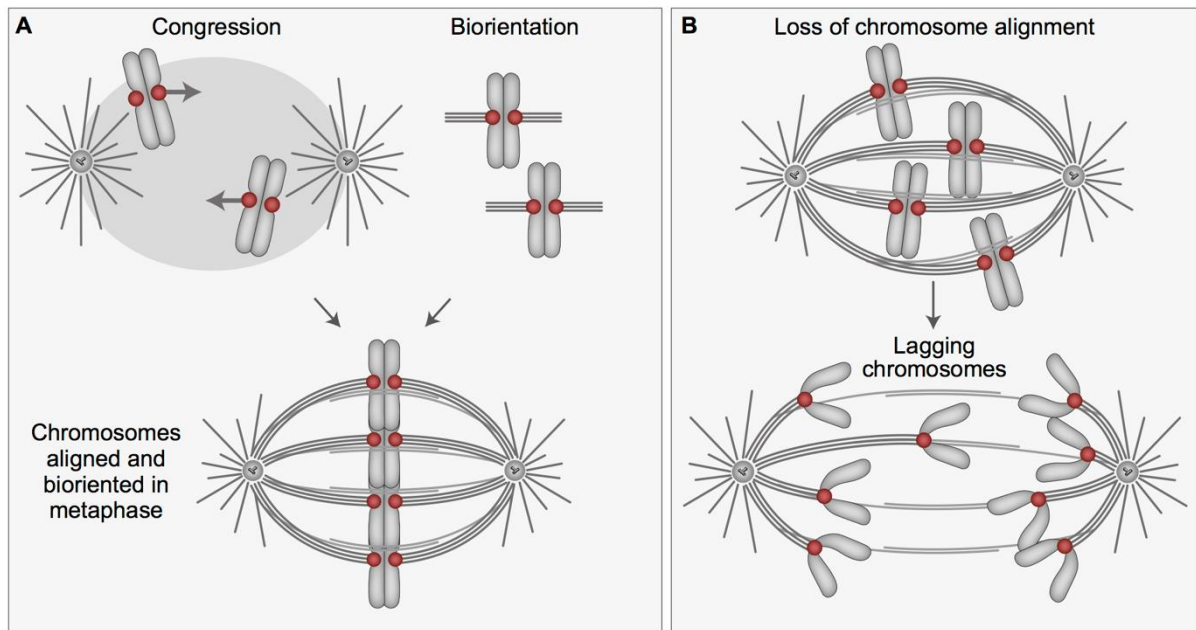 A
Congression
Biorientation
Chromosomes
aligned and
bioriented in
metaphase
B
Loss of chromosome alignment
Lagging
chromosomes